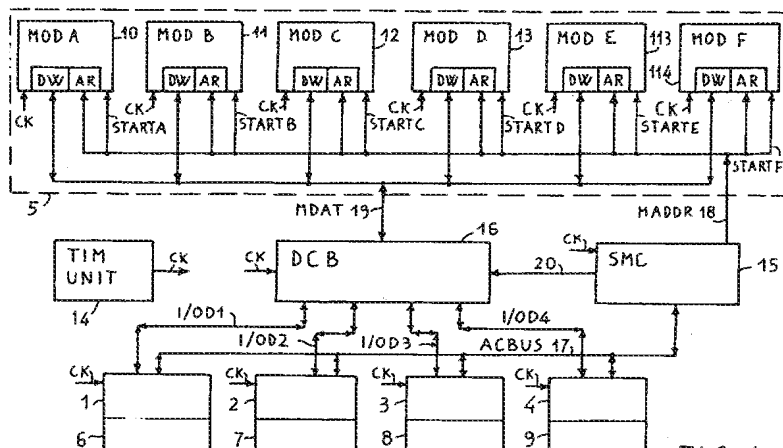 MOD A 10 MOD B 11 MOD C 12 MOD D 13 MOD E 113 MOD F 114
DW AR DW AR DW AR DW AR DW AR DW AR
CK CK CK CK CK CK
STARTA STARTB STARTC STARTD STARTE STARTF
5
MDAT 19 MADDR 18
TIM UNIT
CK
14
CK
DCB
16
20
CK
SMC
15
I/OD1 I/OD2 I/OD3 I/OD4
ACBUS 17
CK CK CK CK
1 2 3 4
6 7 8 9